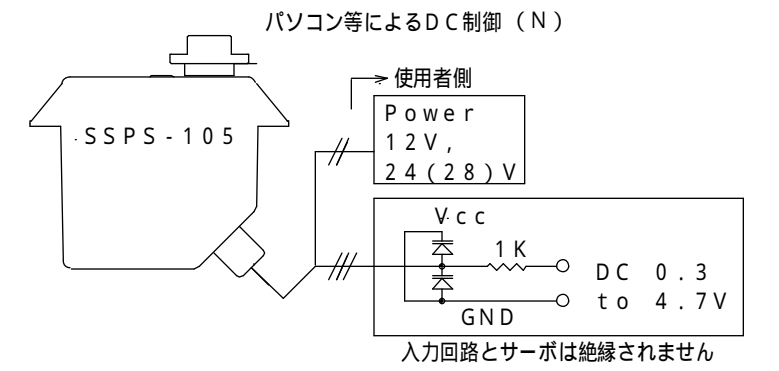 パソコン等によるDC制御(N)
使用者側
Power
12V,
24(28)V
SSPS-105
Vcc
1K
DC 0.3
to 4.7V
GND
入力回路とサーボは絶縁されません